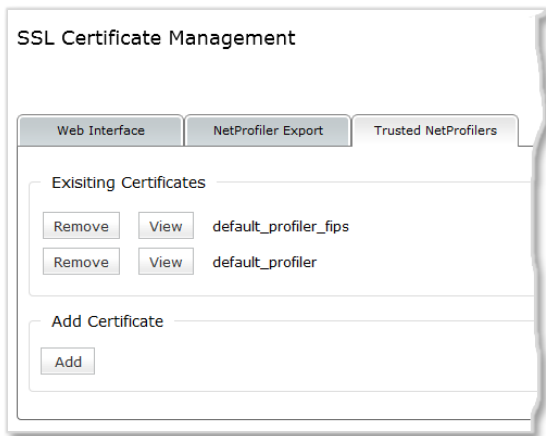 SSL Certificate Management
Web Interface NetProfiler Export Trusted NetProfilers
Exisiting Certificates
Remove View default_profiler_fips
Remove View default_profiler
Add Certificate
Add